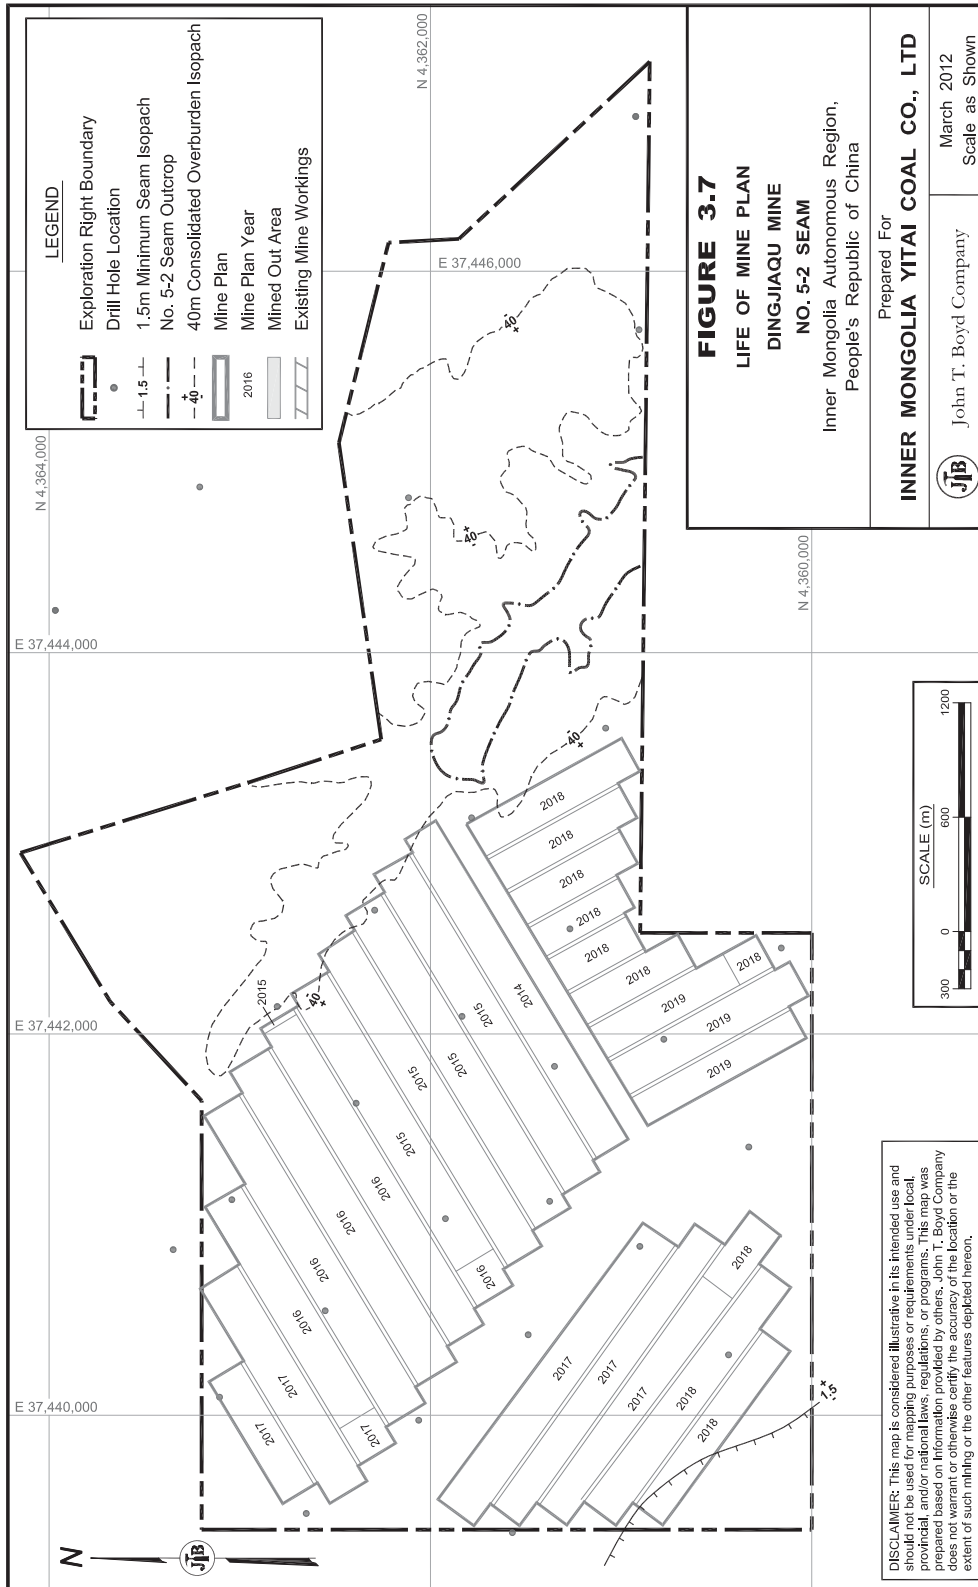 LEGEND
Exploration Right Boundary
Drill Hole Location
1.5
1.5m Minimum Seam Isopach
No. 5-2 Seam Outcrop
40
40m Consolidated Overburden Isopach
Mine Plan
2016
Mine Plan Year
Mined Out Area
Existing Mine Workings
N 4,364,000
N 4,362,000
N 4,360,000
E 37,446,000
E 37,444,000
E 37,442,000
E 37,440,000
+
40
-
+
40
-
-
40
+
-
40
+
2015
2014
2015
2015
2015
2015
2016
2016
2016
2016
2016
2017
2017
2017
2018
2018
2018
2018
2018
2018
2018
2019
2019
2019
2017
2017
2017
2018
2018
2018
1.5
N
JTB
FIGURE 3.7
LIFE OF MINE PLAN
DINGJIAQU MINE
NO. 5-2 SEAM
Inner Mongolia Autonomous Region,
People's Republic of China
Prepared For
INNER MONGOLIA YITAI COAL CO., LTD
JTB
John T. Boyd Company
March 2012
Scale as Shown
SCALE (m)
300 0 600 1200
DISCLAIMER: This map is considered illustrative in its intended use and
should not be used for mapping purposes or requirements under local,
provincial, and/or national laws, regulations, or programs. This map was
prepared based on information provided by others. John T. Boyd Company
does not warrant or otherwise certify the accuracy of the location or the
extent of such mining or the other features depicted hereon.